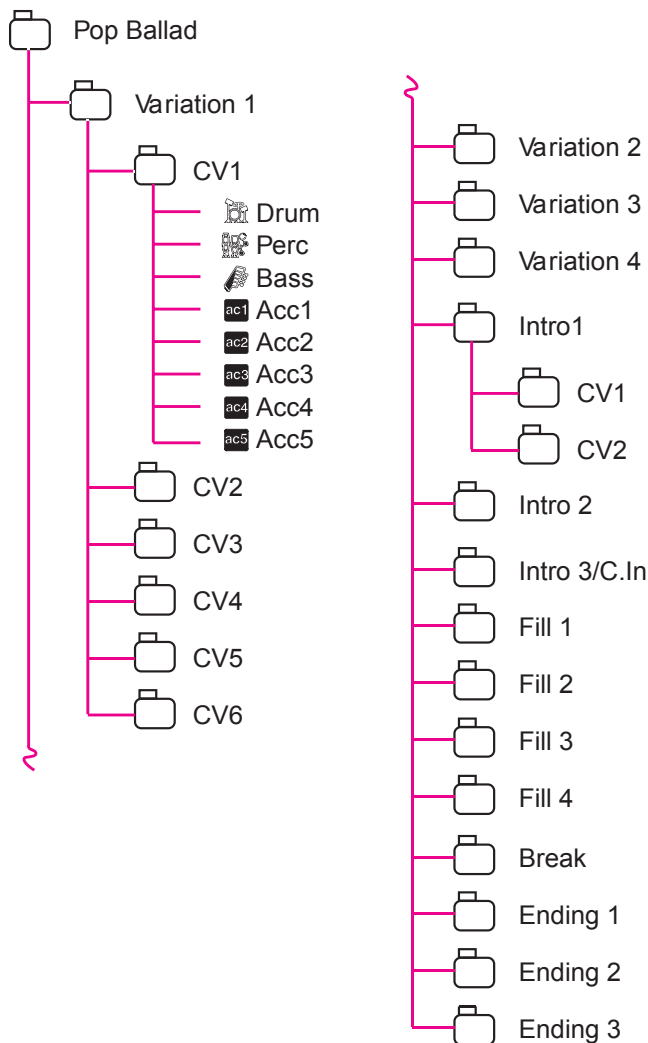 Pop Ballad
Variation 1
CV1
Drum
Perc
Bass
ac1 Acc1
ac2 Acc2
ac3 Acc3
ac4 Acc4
ac5 Acc5
CV2
CV3
CV4
CV5
CV6
Variation 2
Variation 3
Variation 4
Intro1
CV1
CV2
Intro 2
Intro 3/C.In
Fill 1
Fill 2
Fill 3
Fill 4
Break
Ending 1
Ending 2
Ending 3